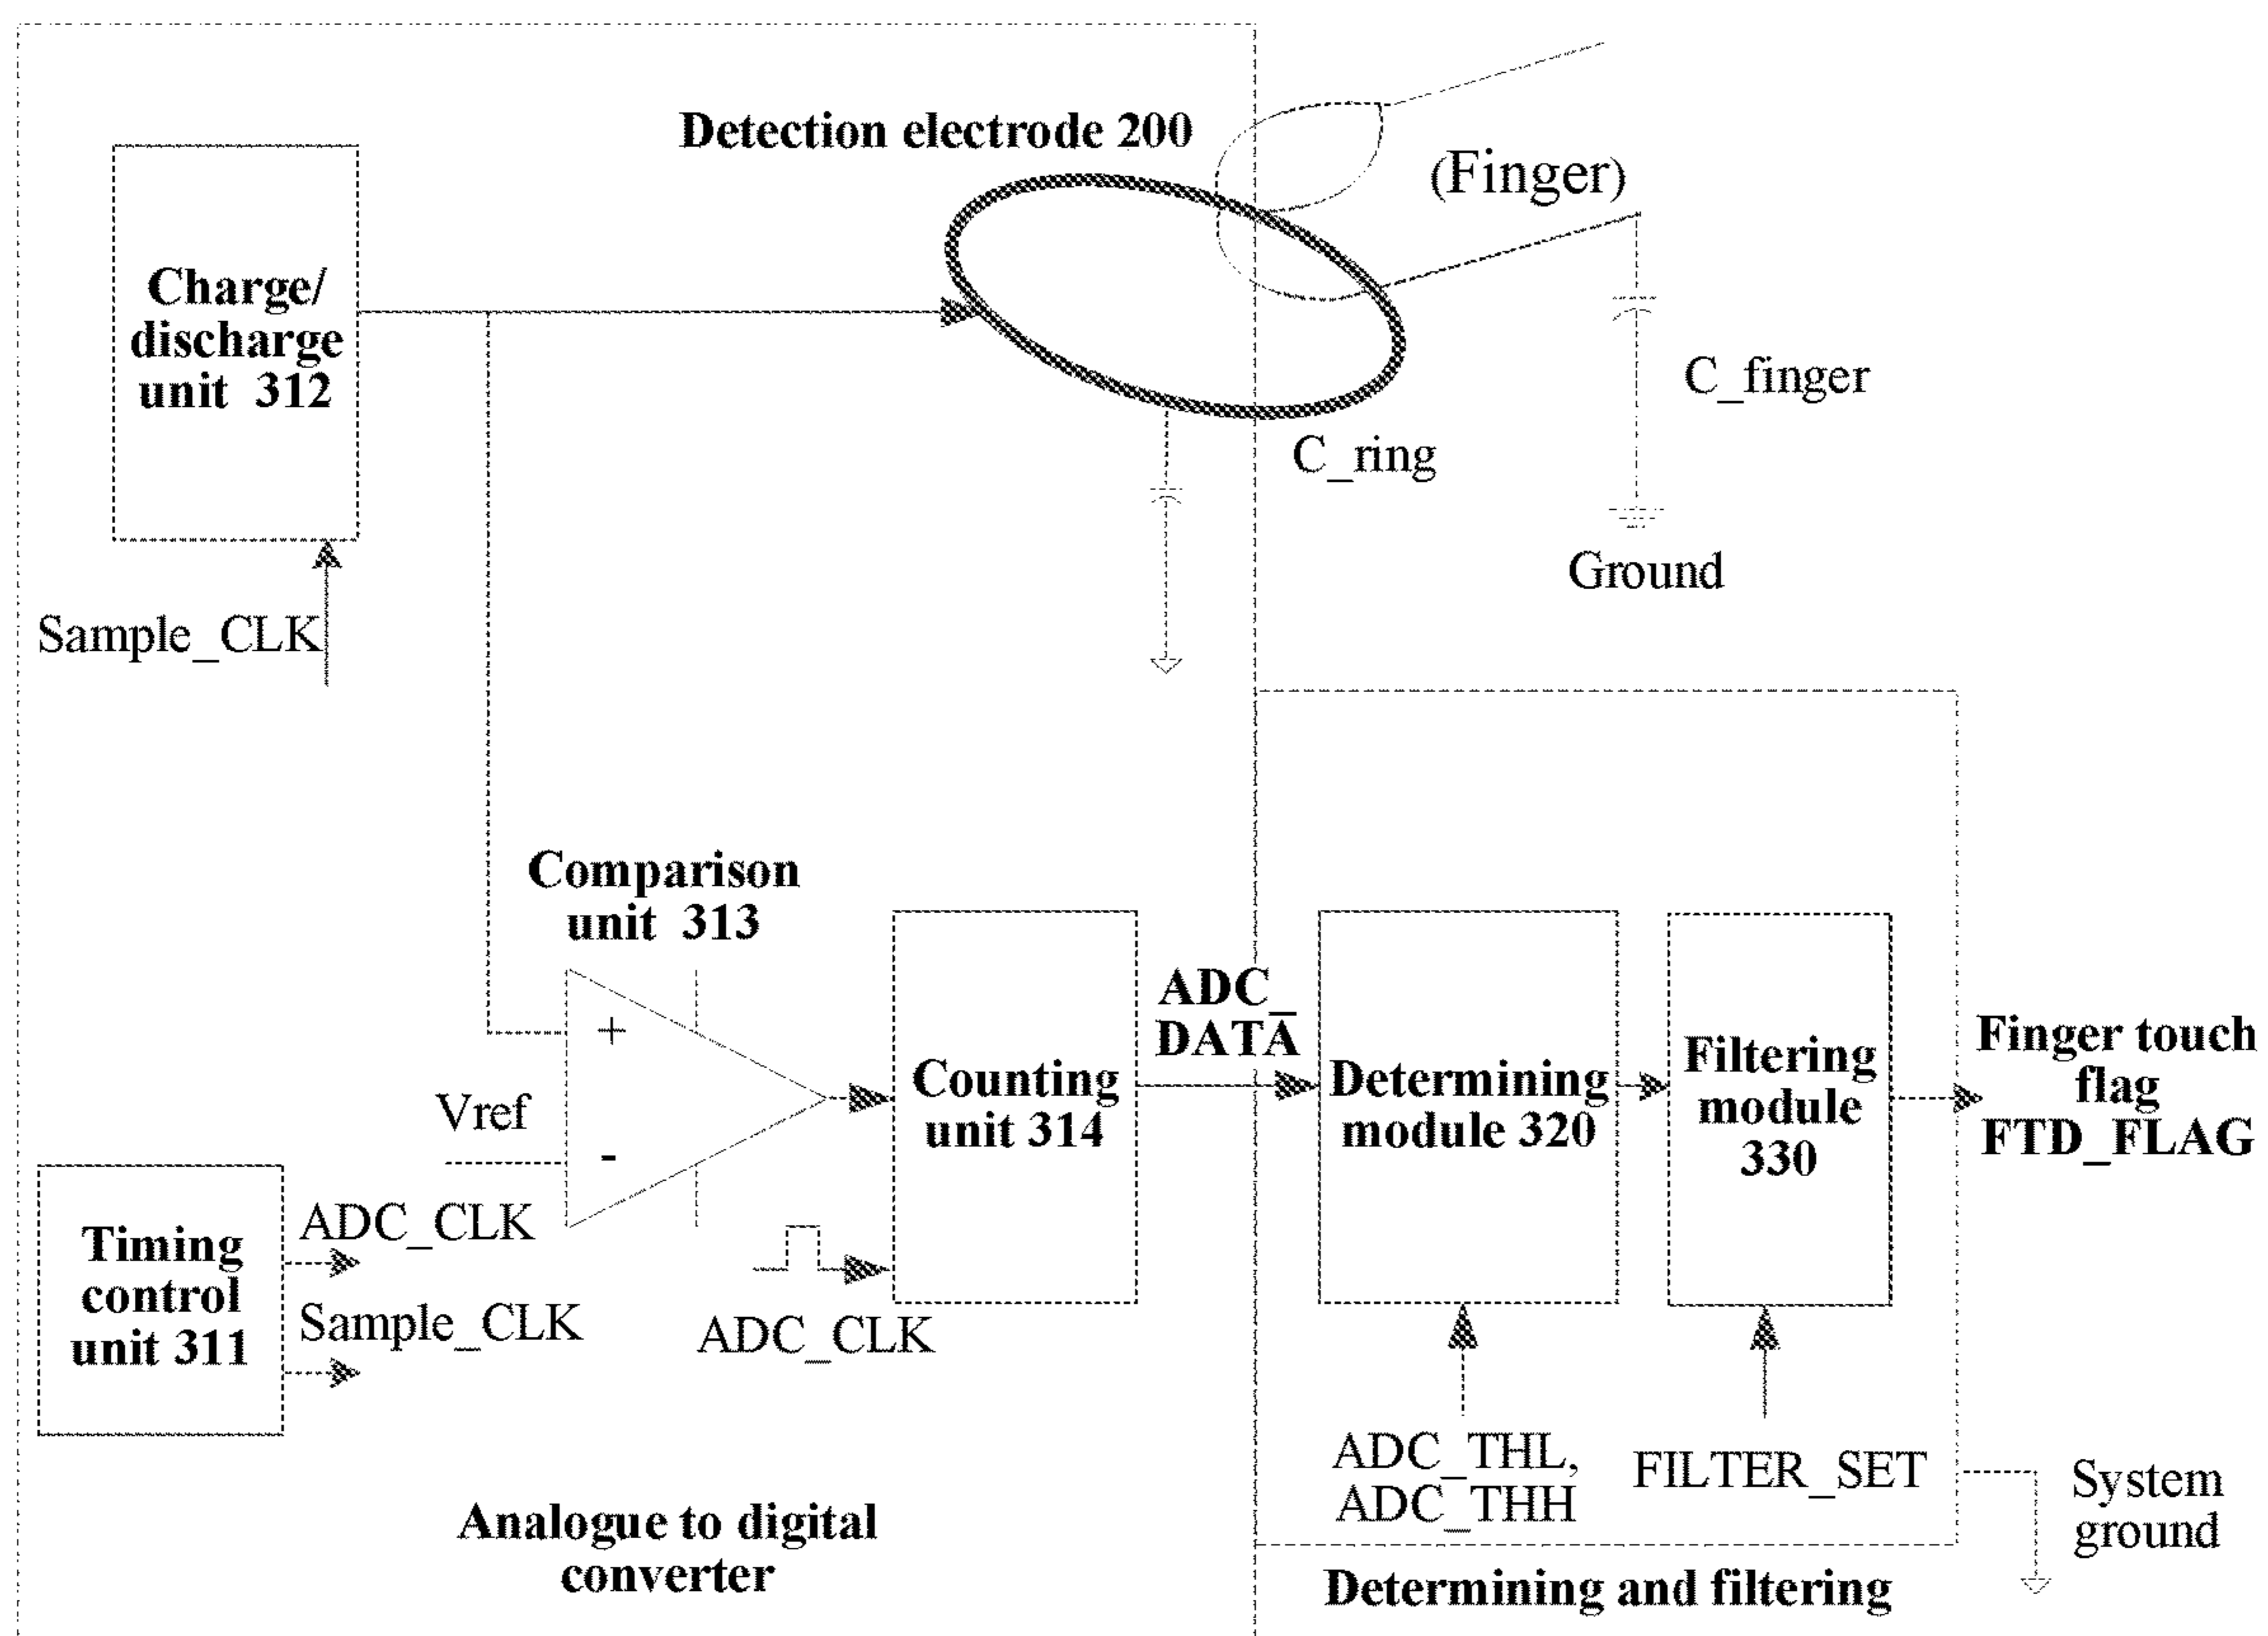 Detection electrode 200
(Finger)
Charge/
discharge
unit 312
C_finger
C_ring
Ground
Sample_CLK
Comparison
unit 313
+
Vref
-
Counting
unit 314
ADC_
DATA
Determining
module 320
Filtering
module
330
Finger touch
flag
FTD_FLAG
Timing
control
unit 311
ADC_CLK
Sample_CLK
ADC_CLK
ADC_THL,
ADC_THH
FILTER_SET
System
ground
Analogue to digital
converter
Determining and filtering